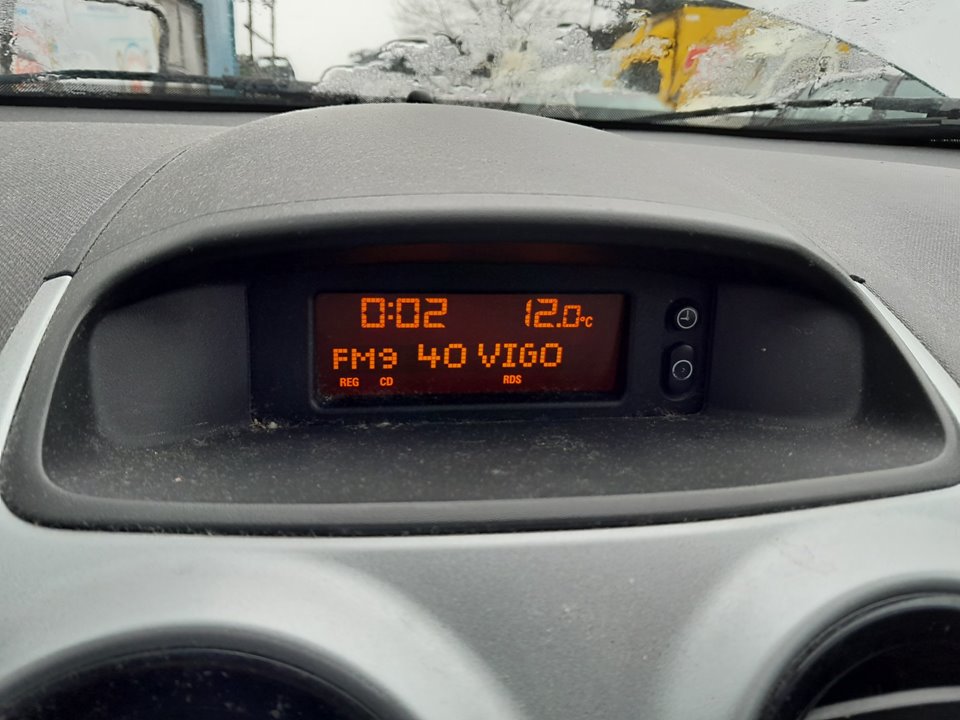 0:02 12.0°C
FM9 40 VIGO
REG CD RDS